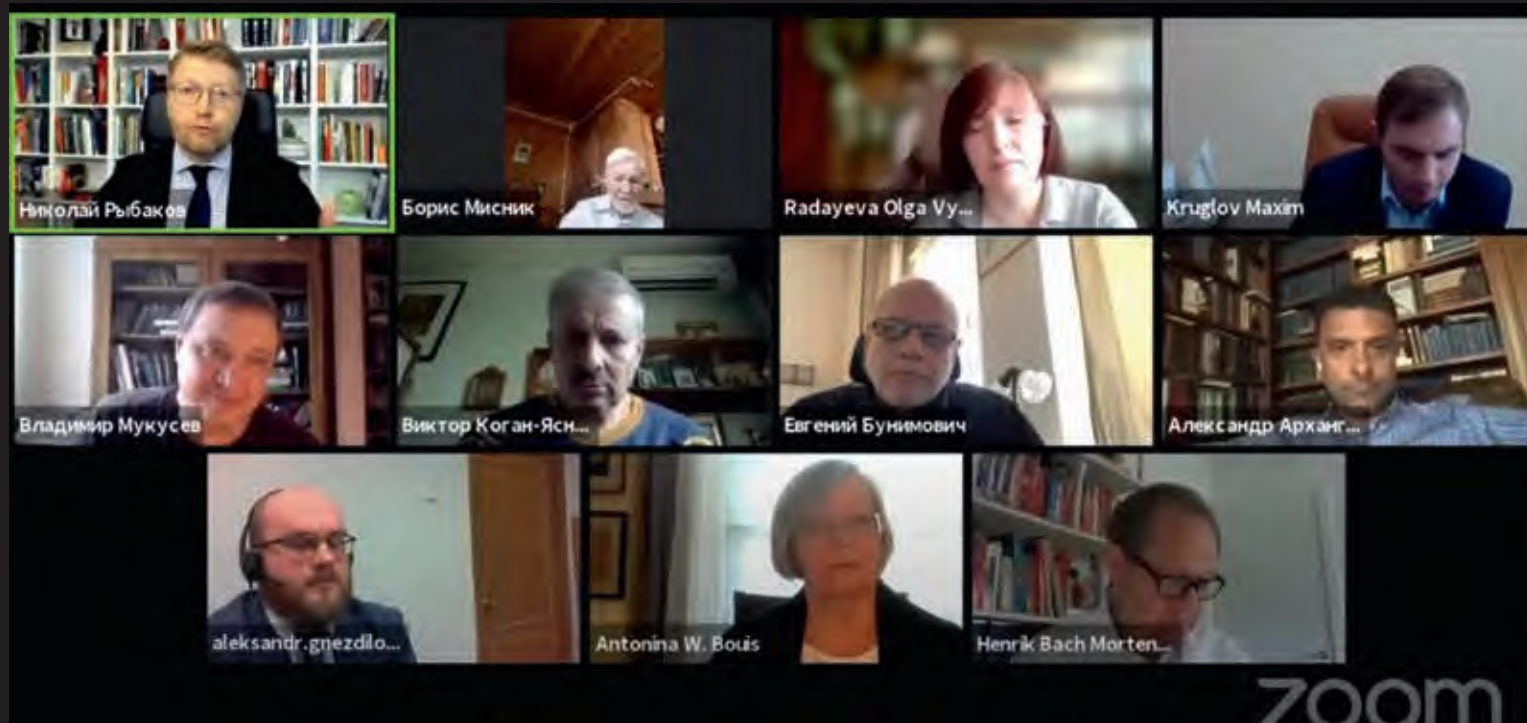 Николай Рыбаков
Борис Мисник
Radayeva Olga Vy...
Kruglov Maxim
Владимир Мукусев
Виктор Коган-Ясн...
Евгений Бунимович
Александр Арханг...
aleksandr.gnezdilo...
Antonina W. Bouis
Henrik Bach Morten...
zoom